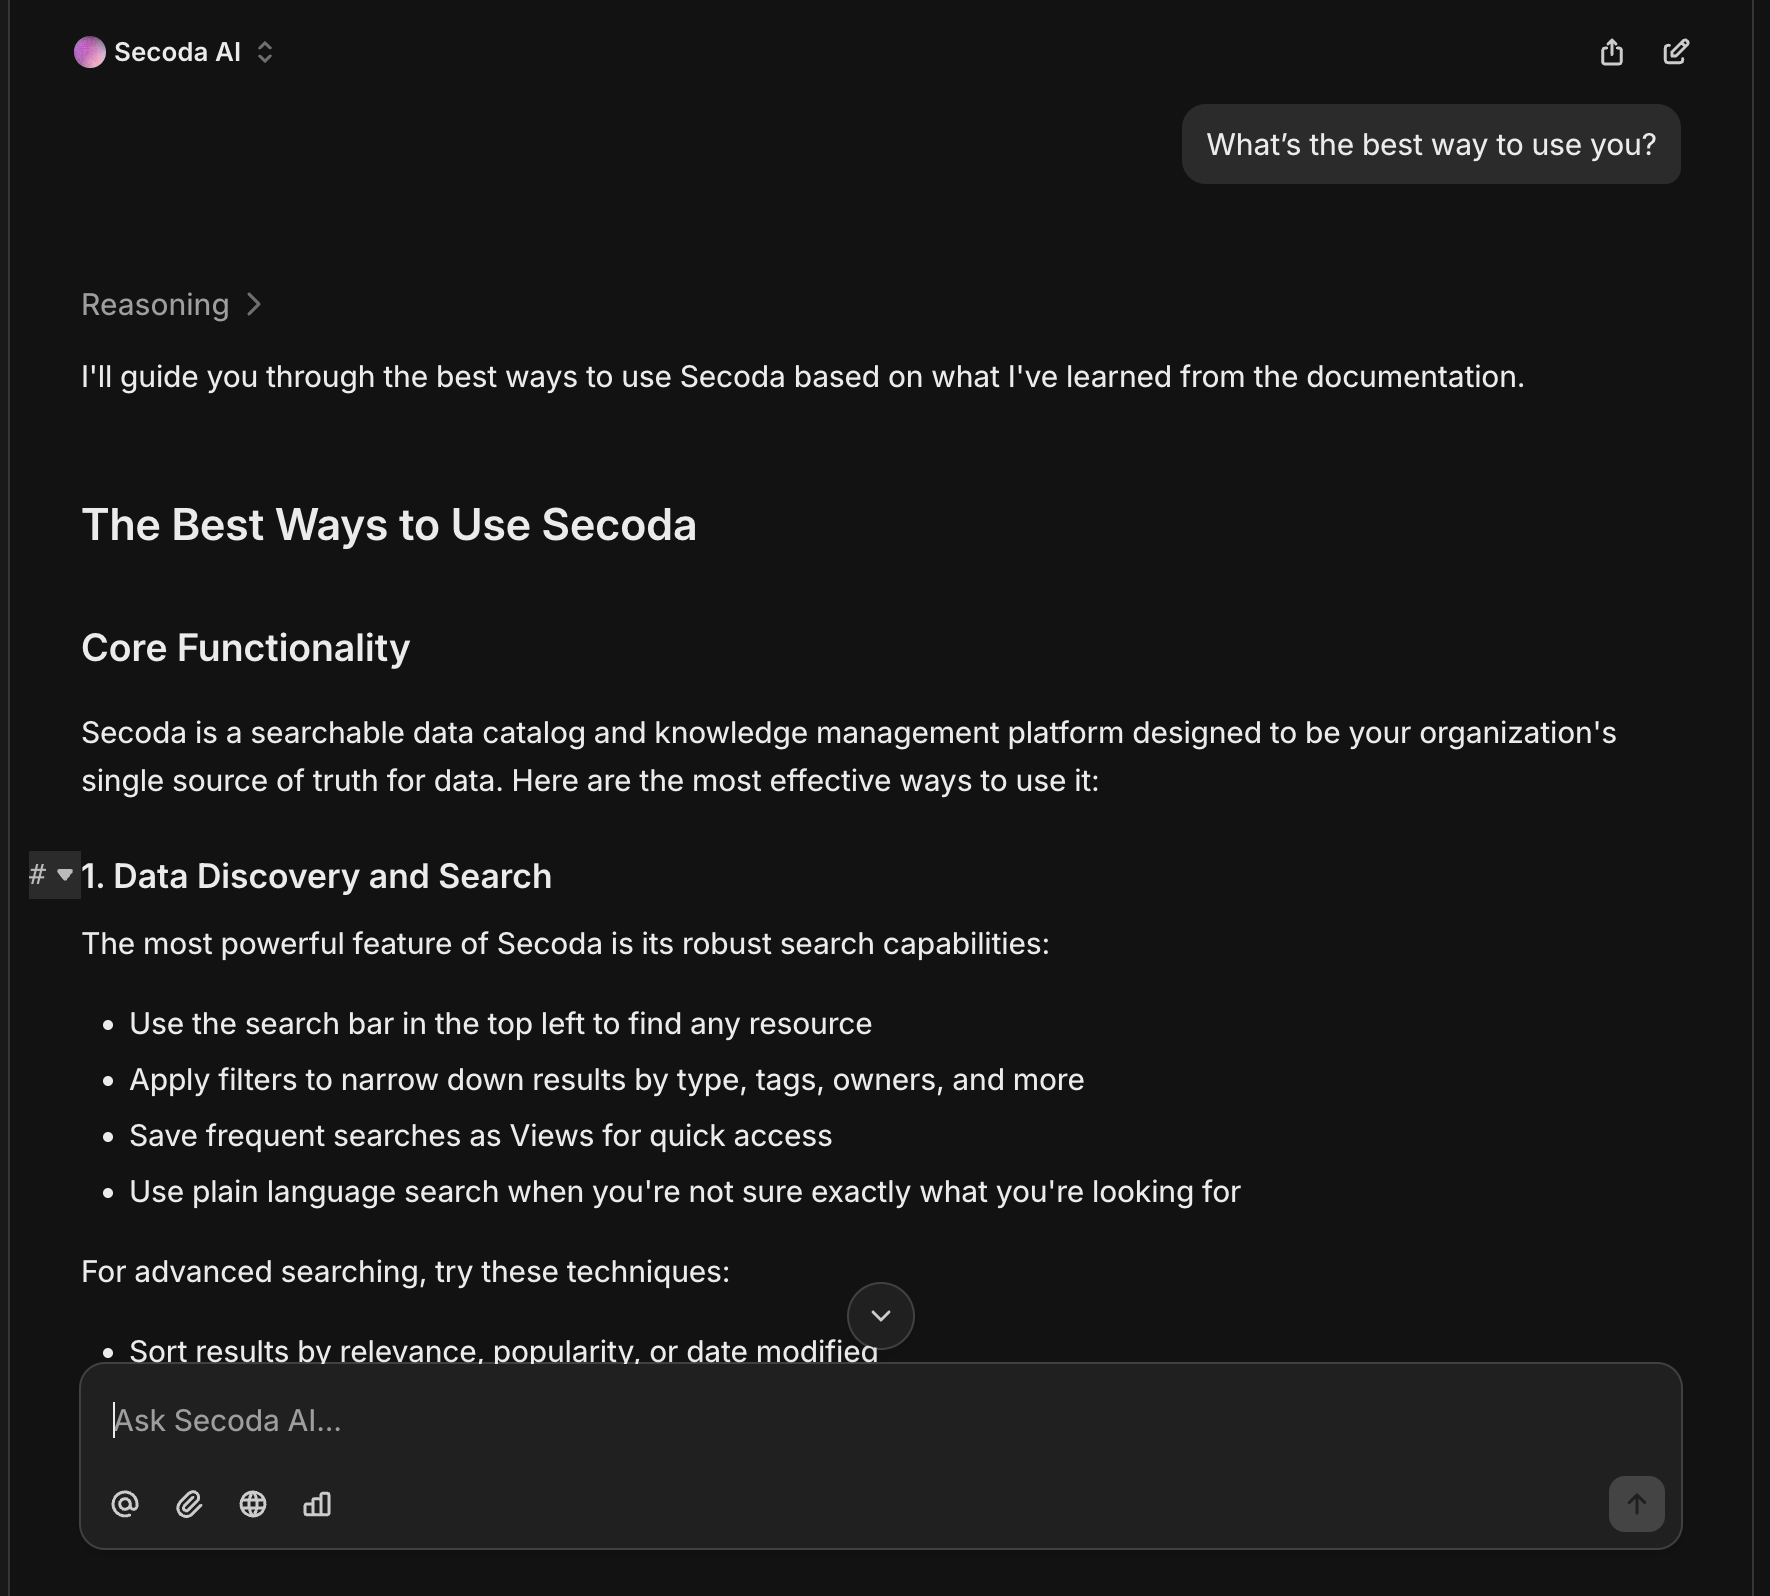 Secoda AI
What’s the best way to use you?
Reasoning
I'll guide you through the best ways to use Secoda based on what I've learned from the documentation.
The Best Ways to Use Secoda
Core Functionality
Secoda is a searchable data catalog and knowledge management platform designed to be your organization's
single source of truth for data. Here are the most effective ways to use it:
# 1. Data Discovery and Search
The most powerful feature of Secoda is its robust search capabilities:
• Use the search bar in the top left to find any resource
• Apply filters to narrow down results by type, tags, owners, and more
• Save frequent searches as Views for quick access
• Use plain language search when you're not sure exactly what you're looking for
For advanced searching, try these techniques:
• Sort results by relevance, popularity, or date modified
Ask Secoda AI...